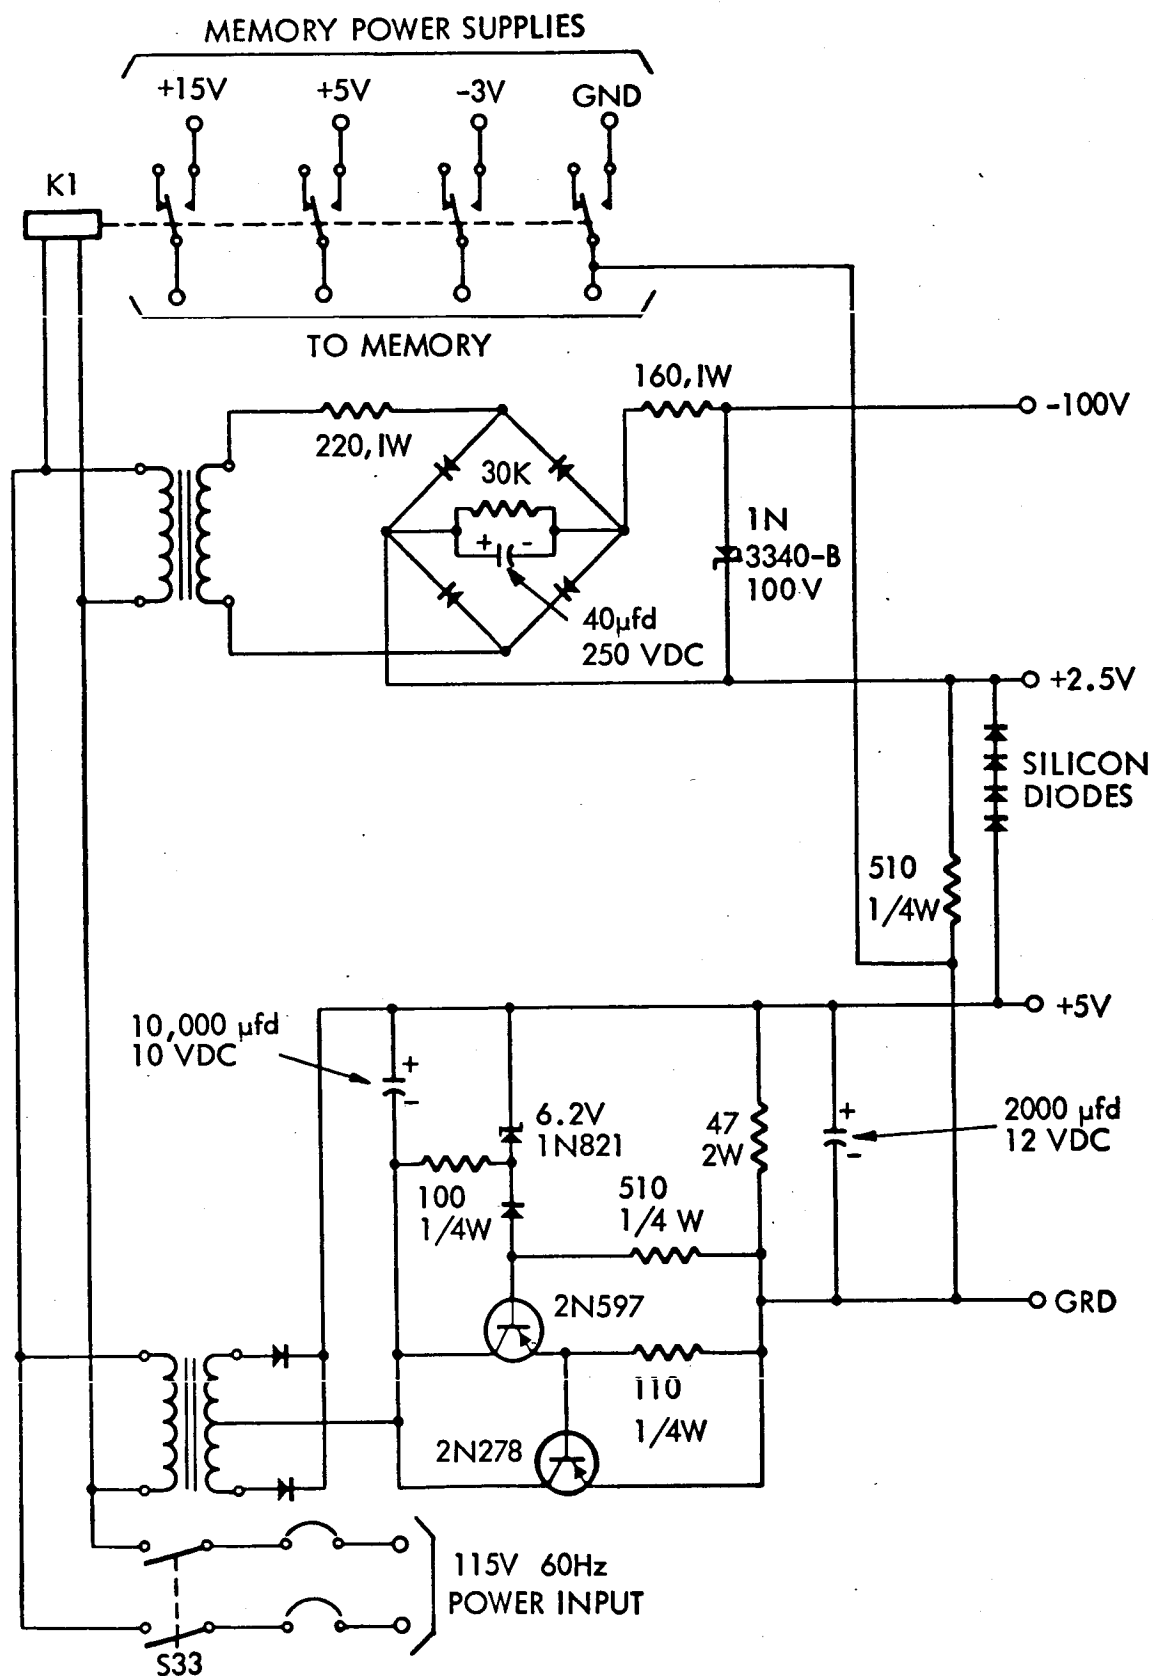 MEMORY POWER SUPPLIES
+15V
+5V
-3V
GND
K1
TO MEMORY
160,1W
-100V
220,1W
30K
+ -
1N
3340-B
100V
40µfd
250 VDC
+2.5V
SILICON
DIODES
510
1/4W
+5V
10,000 µfd
10 VDC
+
-
6.2V
1N821
47
2W
+
-
2000 µfd
12 VDC
100
1/4W
510
1/4 W
2N597
GRD
110
1/4W
2N278
115V 60Hz
POWER INPUT
S33